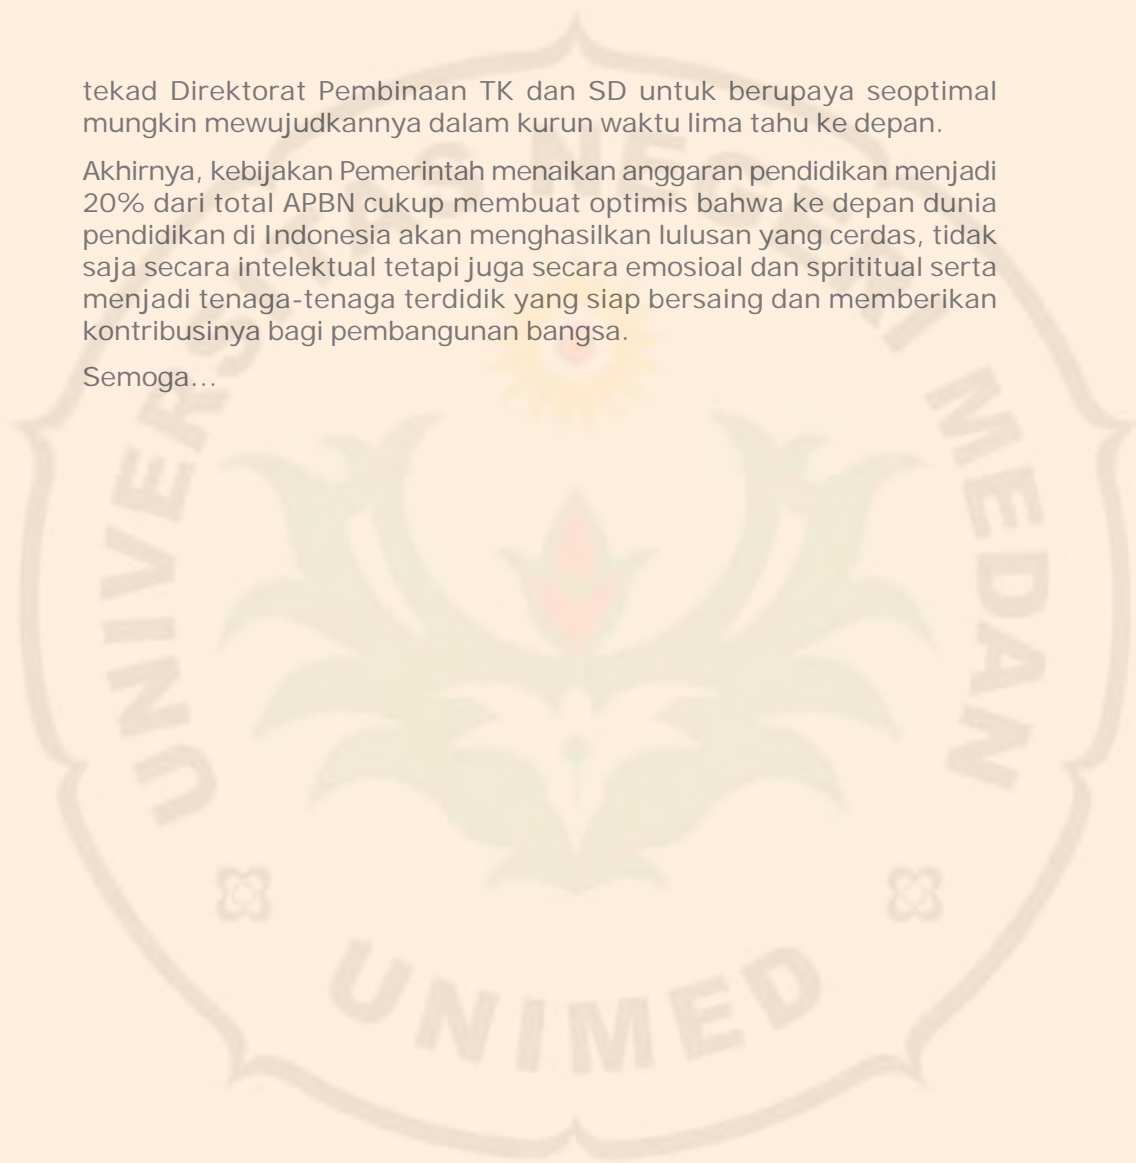 tekad Direktorat Pembinaan TK dan SD untuk berupaya seoptimal
mungkin mewujudkannya dalam kurun waktu lima tahu ke depan.
Akhirnya, kebijakan Pemerintah menaikan anggaran pendidikan menjadi
20% dari total APBN cukup membuat optimis bahwa ke depan dunia
pendidikan di Indonesia akan menghasilkan lulusan yang cerdas, tidak
saja secara intelektual tetapi juga secara emosioal dan sprititual serta
menjadi tenaga-tenaga terdidik yang siap bersaing dan memberikan
kontribusinya bagi pembangunan bangsa.
Semoga...
UNIVERSITAS NEGERI MEDAN
UNIMED